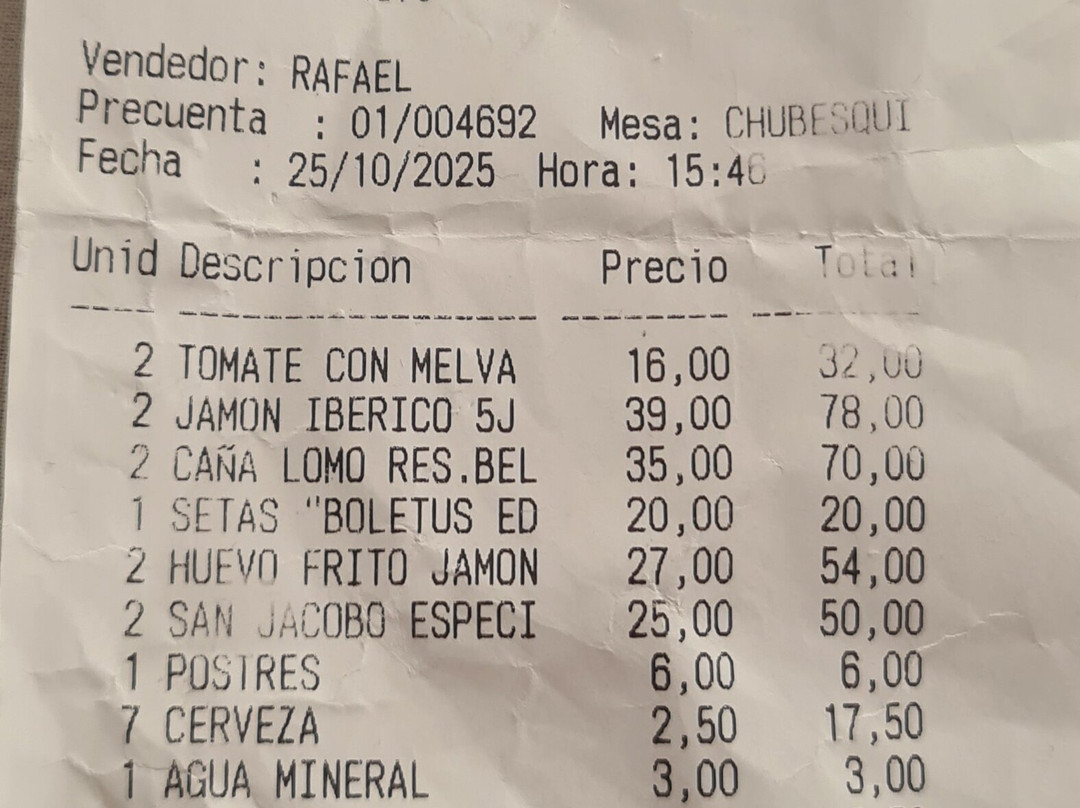 Vendedor: RAFAEL
Precuenta : 01/004692 Mesa: CHUBESQUI
Fecha : 25/10/2025 Hora: 15:46
Unid Descripcion Precio Total
2 TOMATE CON MELVA 16,00 32,00
2 JAMON IBERICO 5J 39,00 78,00
2 CAÑA LOMO RES.BEL 35,00 70,00
1 SETAS "BOLETUS ED 20,00 20,00
2 HUEVO FRITO JAMON 27,00 54,00
2 SAN JACOBO ESPECI 25,00 50,00
1 POSTRES 6,00 6,00
7 CERVEZA 2,50 17,50
1 AGUA MINERAL 3,00 3,00